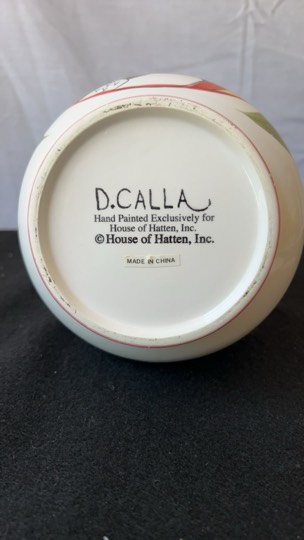 D.CALLA
Hand Painted Exclusively for
House of Hatten, Inc.
© House of Hatten, Inc.
MADE IN CHINA